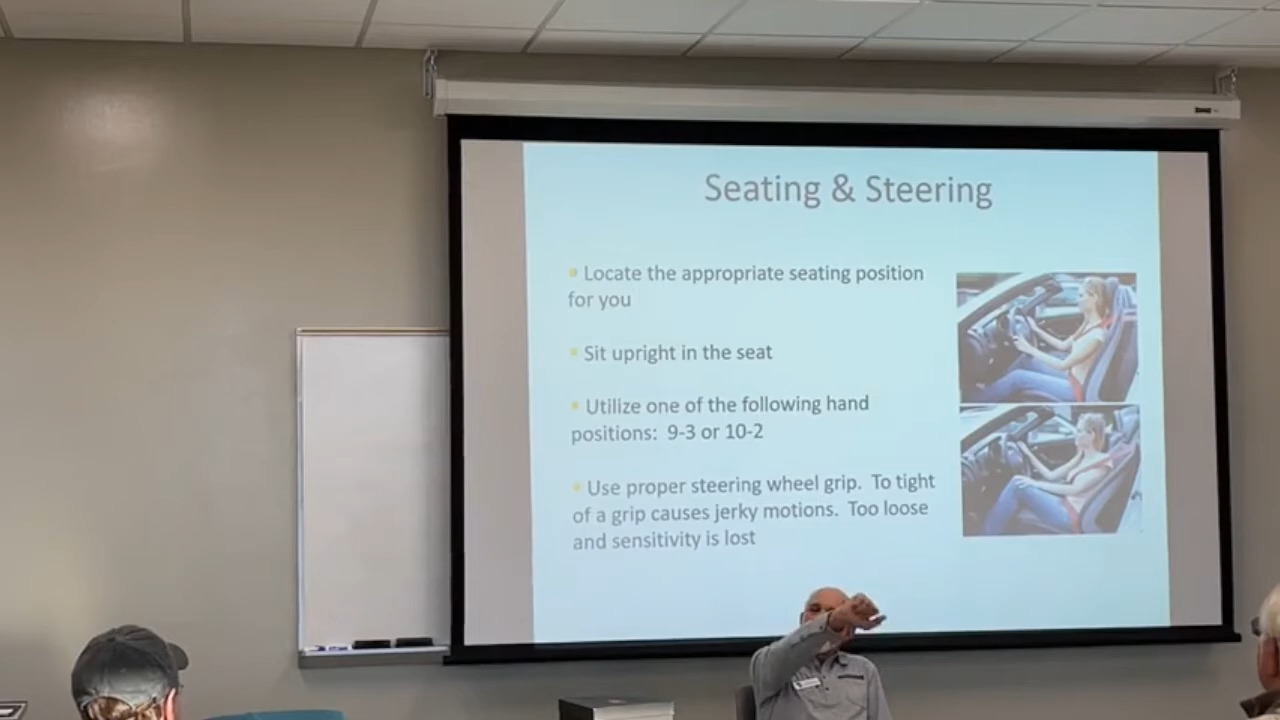 Seating & Steering
Locate the appropriate seating position
for you
Sit upright in the seat
Utilize one of the following hand
positions: 9-3 or 10-2
Use proper steering wheel grip. To tight
of a grip causes jerky motions. Too loose
and sensitivity is lost